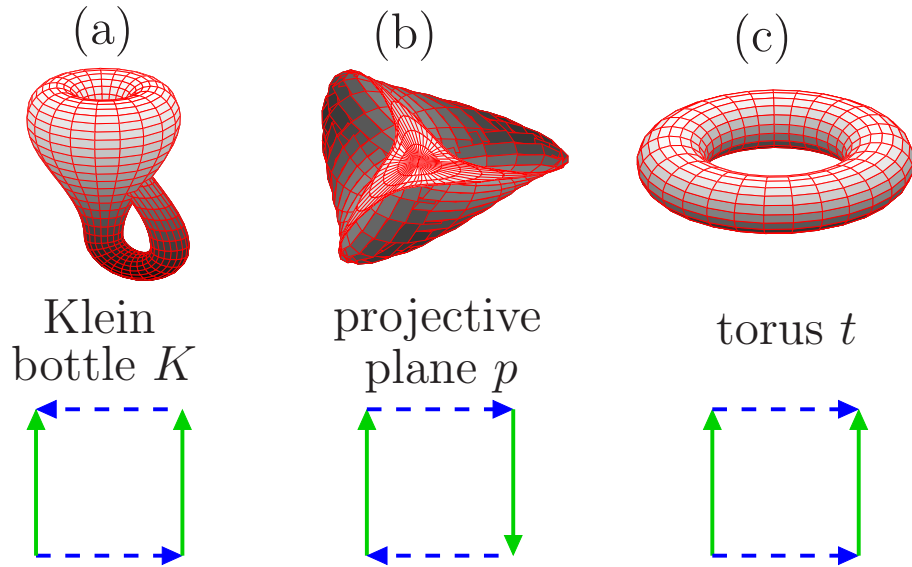 (a)
(b)
(c)
Klein
bottle K
projective
plane p
torus t